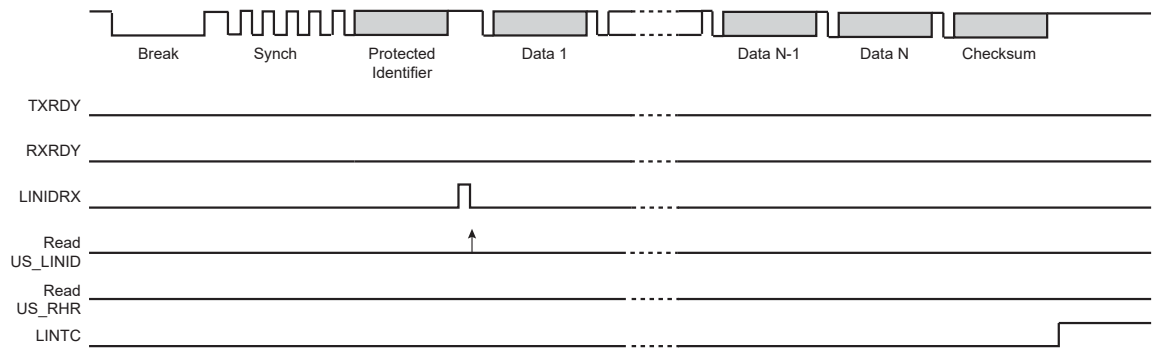 Break Synch Protected Data 1 Data N-1 Data N Checksum
Identifier
TXRDY
RXRDY
LINIDRX
Read
US_LINID
Read
US_RHR
LINTC